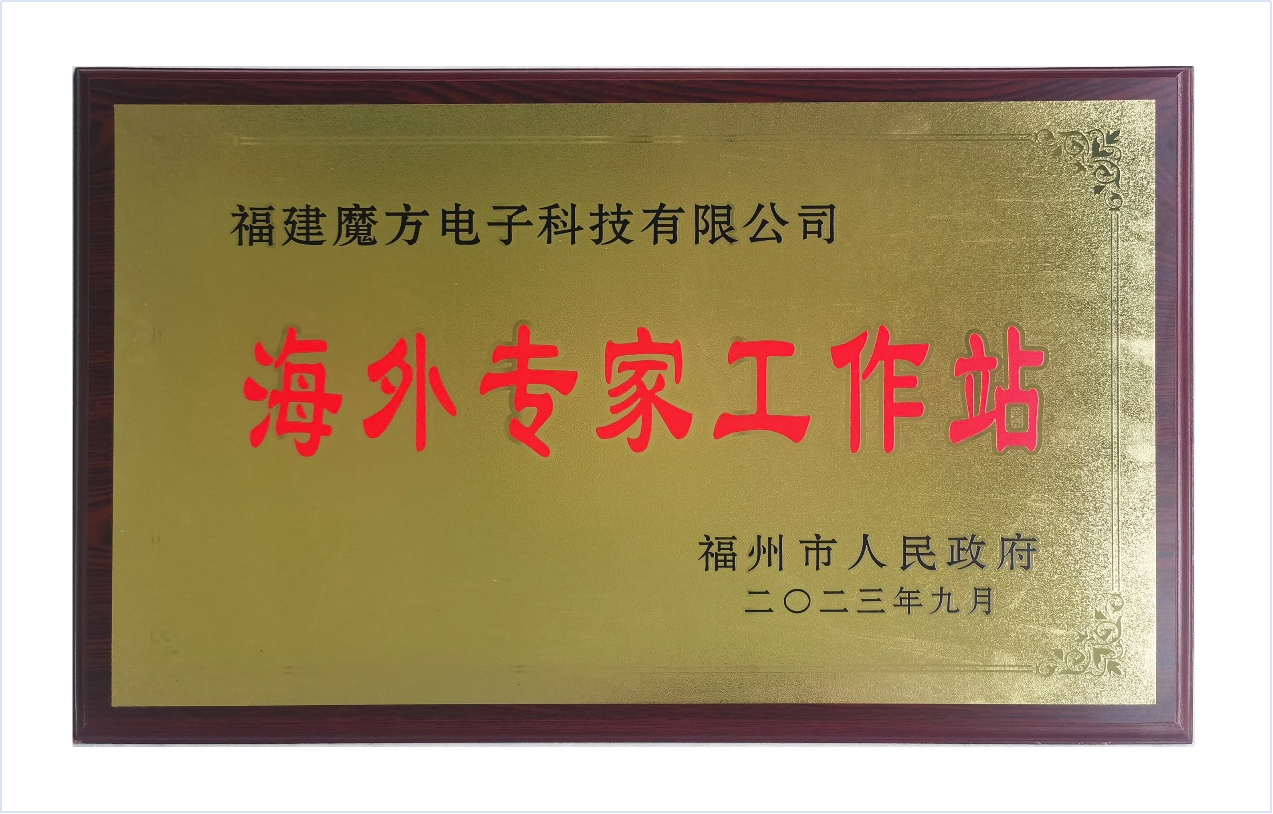 福建魔方电子科技有限公司
海外专家工作站
福州市人民政府
二〇二三年九月